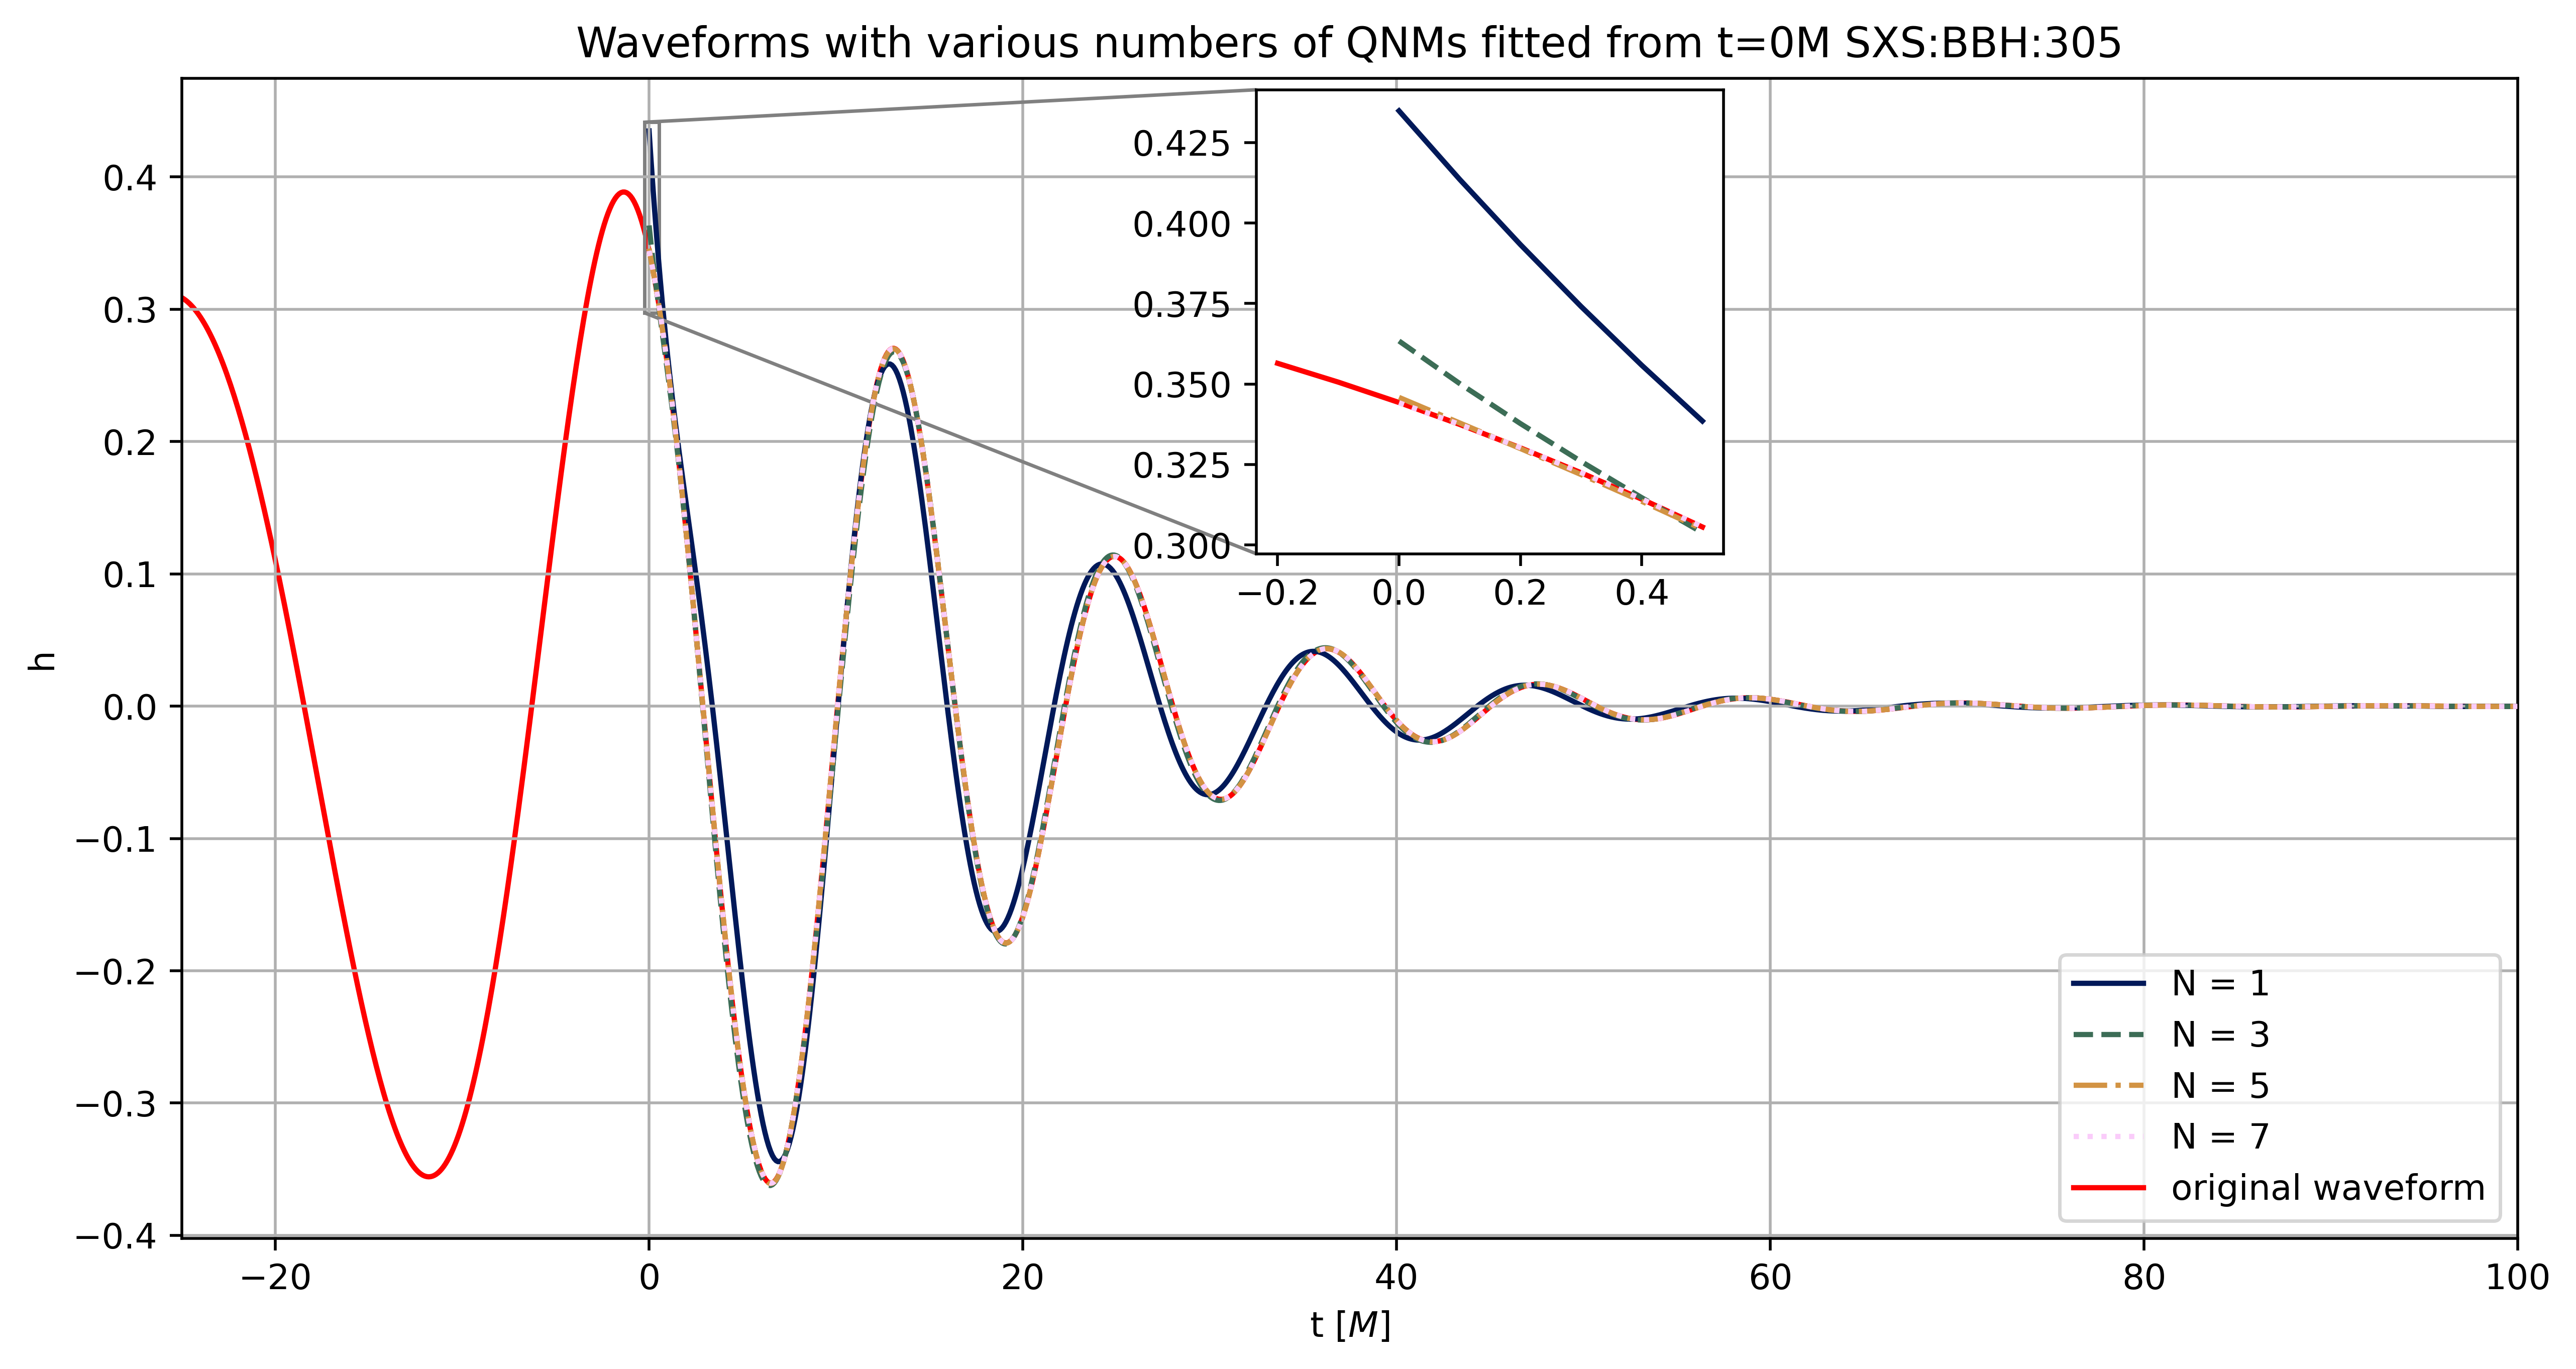 Waveforms with various numbers of QNMs fitted from t=0M SXS:BBH:305
h
0.4
0.3
0.2
0.1
0.0
−0.1
−0.2
−0.3
−0.4
0.425
0.400
0.375
0.350
0.325
0.300
−0.2 0.0 0.2 0.4
N = 1
N = 3
N = 5
N = 7
original waveform
−20 0 20 40 60 80 100
t [M]